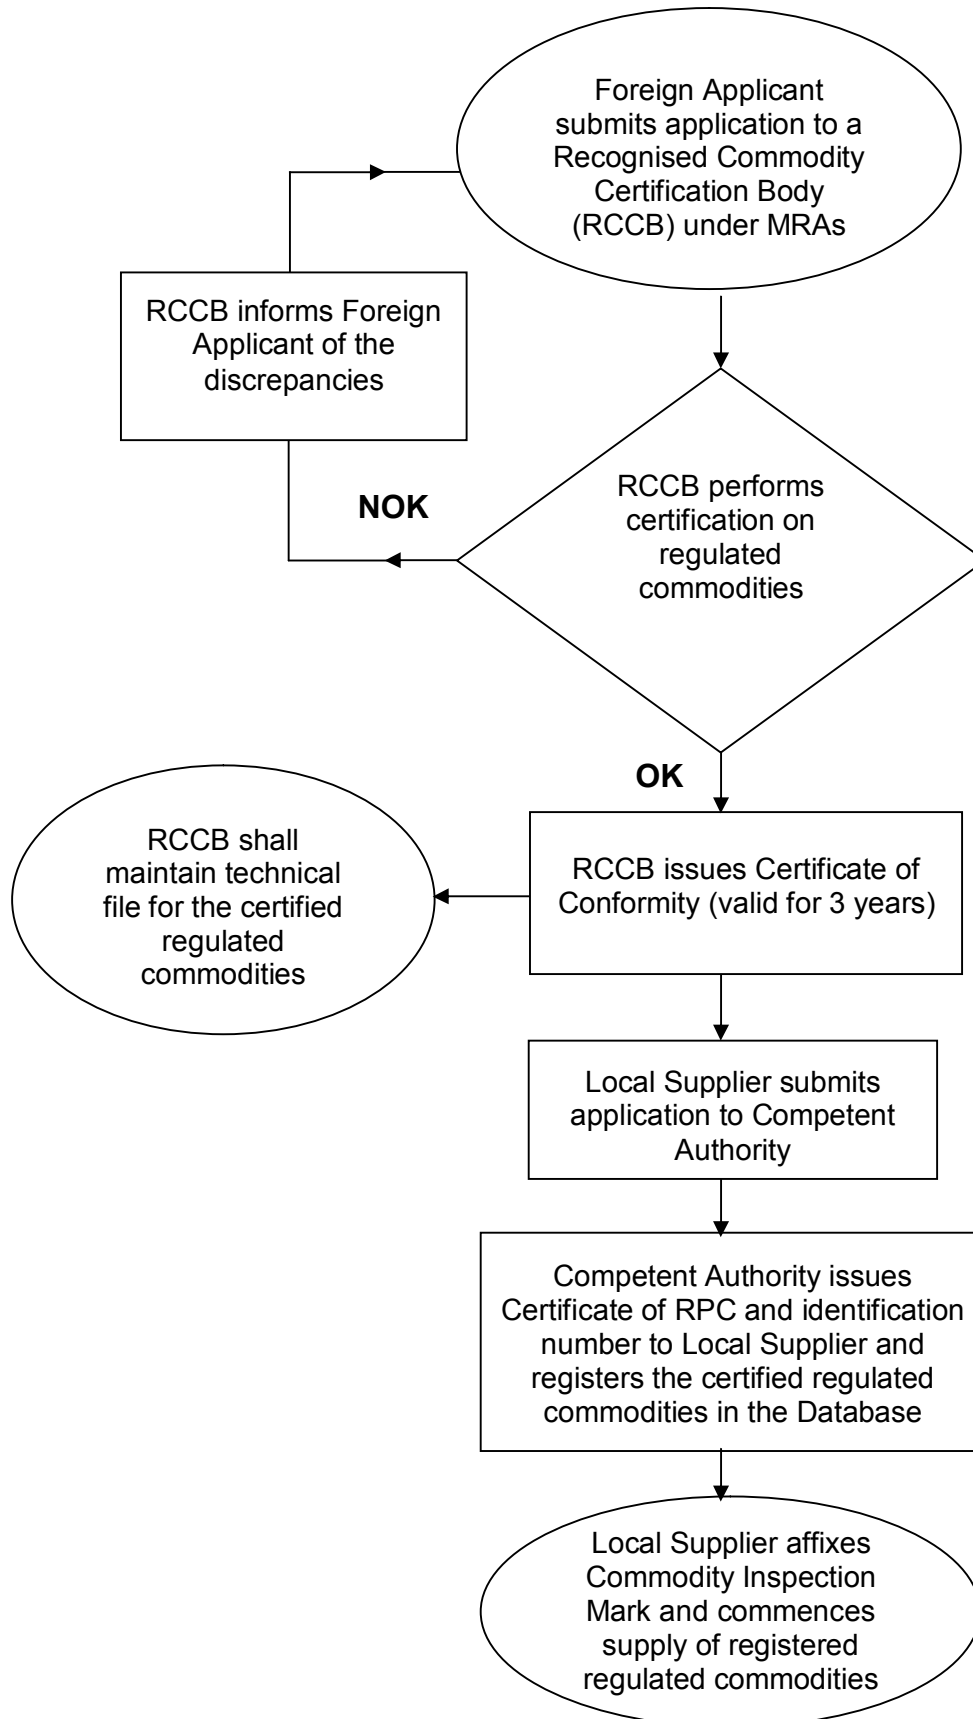 Foreign Applicant
submits application to a
Recognised Commodity
Certification Body
(RCCB) under MRAs
RCCB informs Foreign
Applicant of the
discrepancies
NOK
RCCB performs
certification on
regulated
commodities
OK
RCCB shall
maintain technical
file for the certified
regulated
commodities
RCCB issues Certificate of
Conformity (valid for 3 years)
Local Supplier submits
application to Competent
Authority
Competent Authority issues
Certificate of RPC and identification
number to Local Supplier and
registers the certified regulated
commodities in the Database
Local Supplier affixes
Commodity Inspection
Mark and commences
supply of registered
regulated commodities